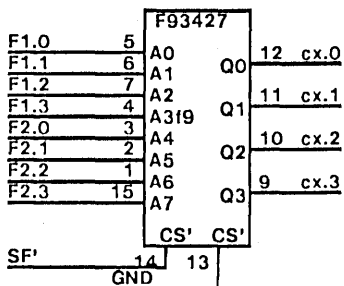 F93427
F1.0 5 A0 Q0 12 cx.0
F1.1 6 A1
F1.2 7 A2 Q1 11 cx.1
F1.3 4 A3f9
F2.0 3 A4 Q2 10 cx.2
F2.1 2 A5
F2.2 1 A6 Q3 9 cx.3
F2.3 15 A7
CS' CS'
SF' 14 13
GND